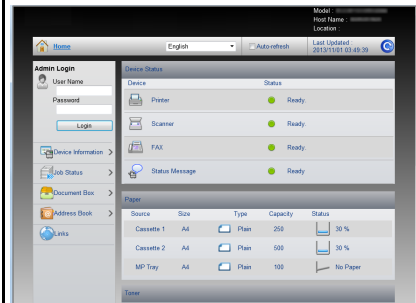 Model :
Host Name :
Location :
Home
English
Auto-refresh
Last Updated :
2013/11/01 03:49:39
Admin Login
User Name
Password
Login
Device Information
Job Status
Document Box
Address Book
Links
Device Status
Device Status
Printer Ready.
Scanner Ready.
FAX Ready.
Status Message Ready.
Paper
Source Size Type Capacity Status
Cassette 1 A4 Plain 250 30 %
Cassette 2 A4 Plain 500 30 %
MP Tray A4 Plain 100 No Paper
Toner